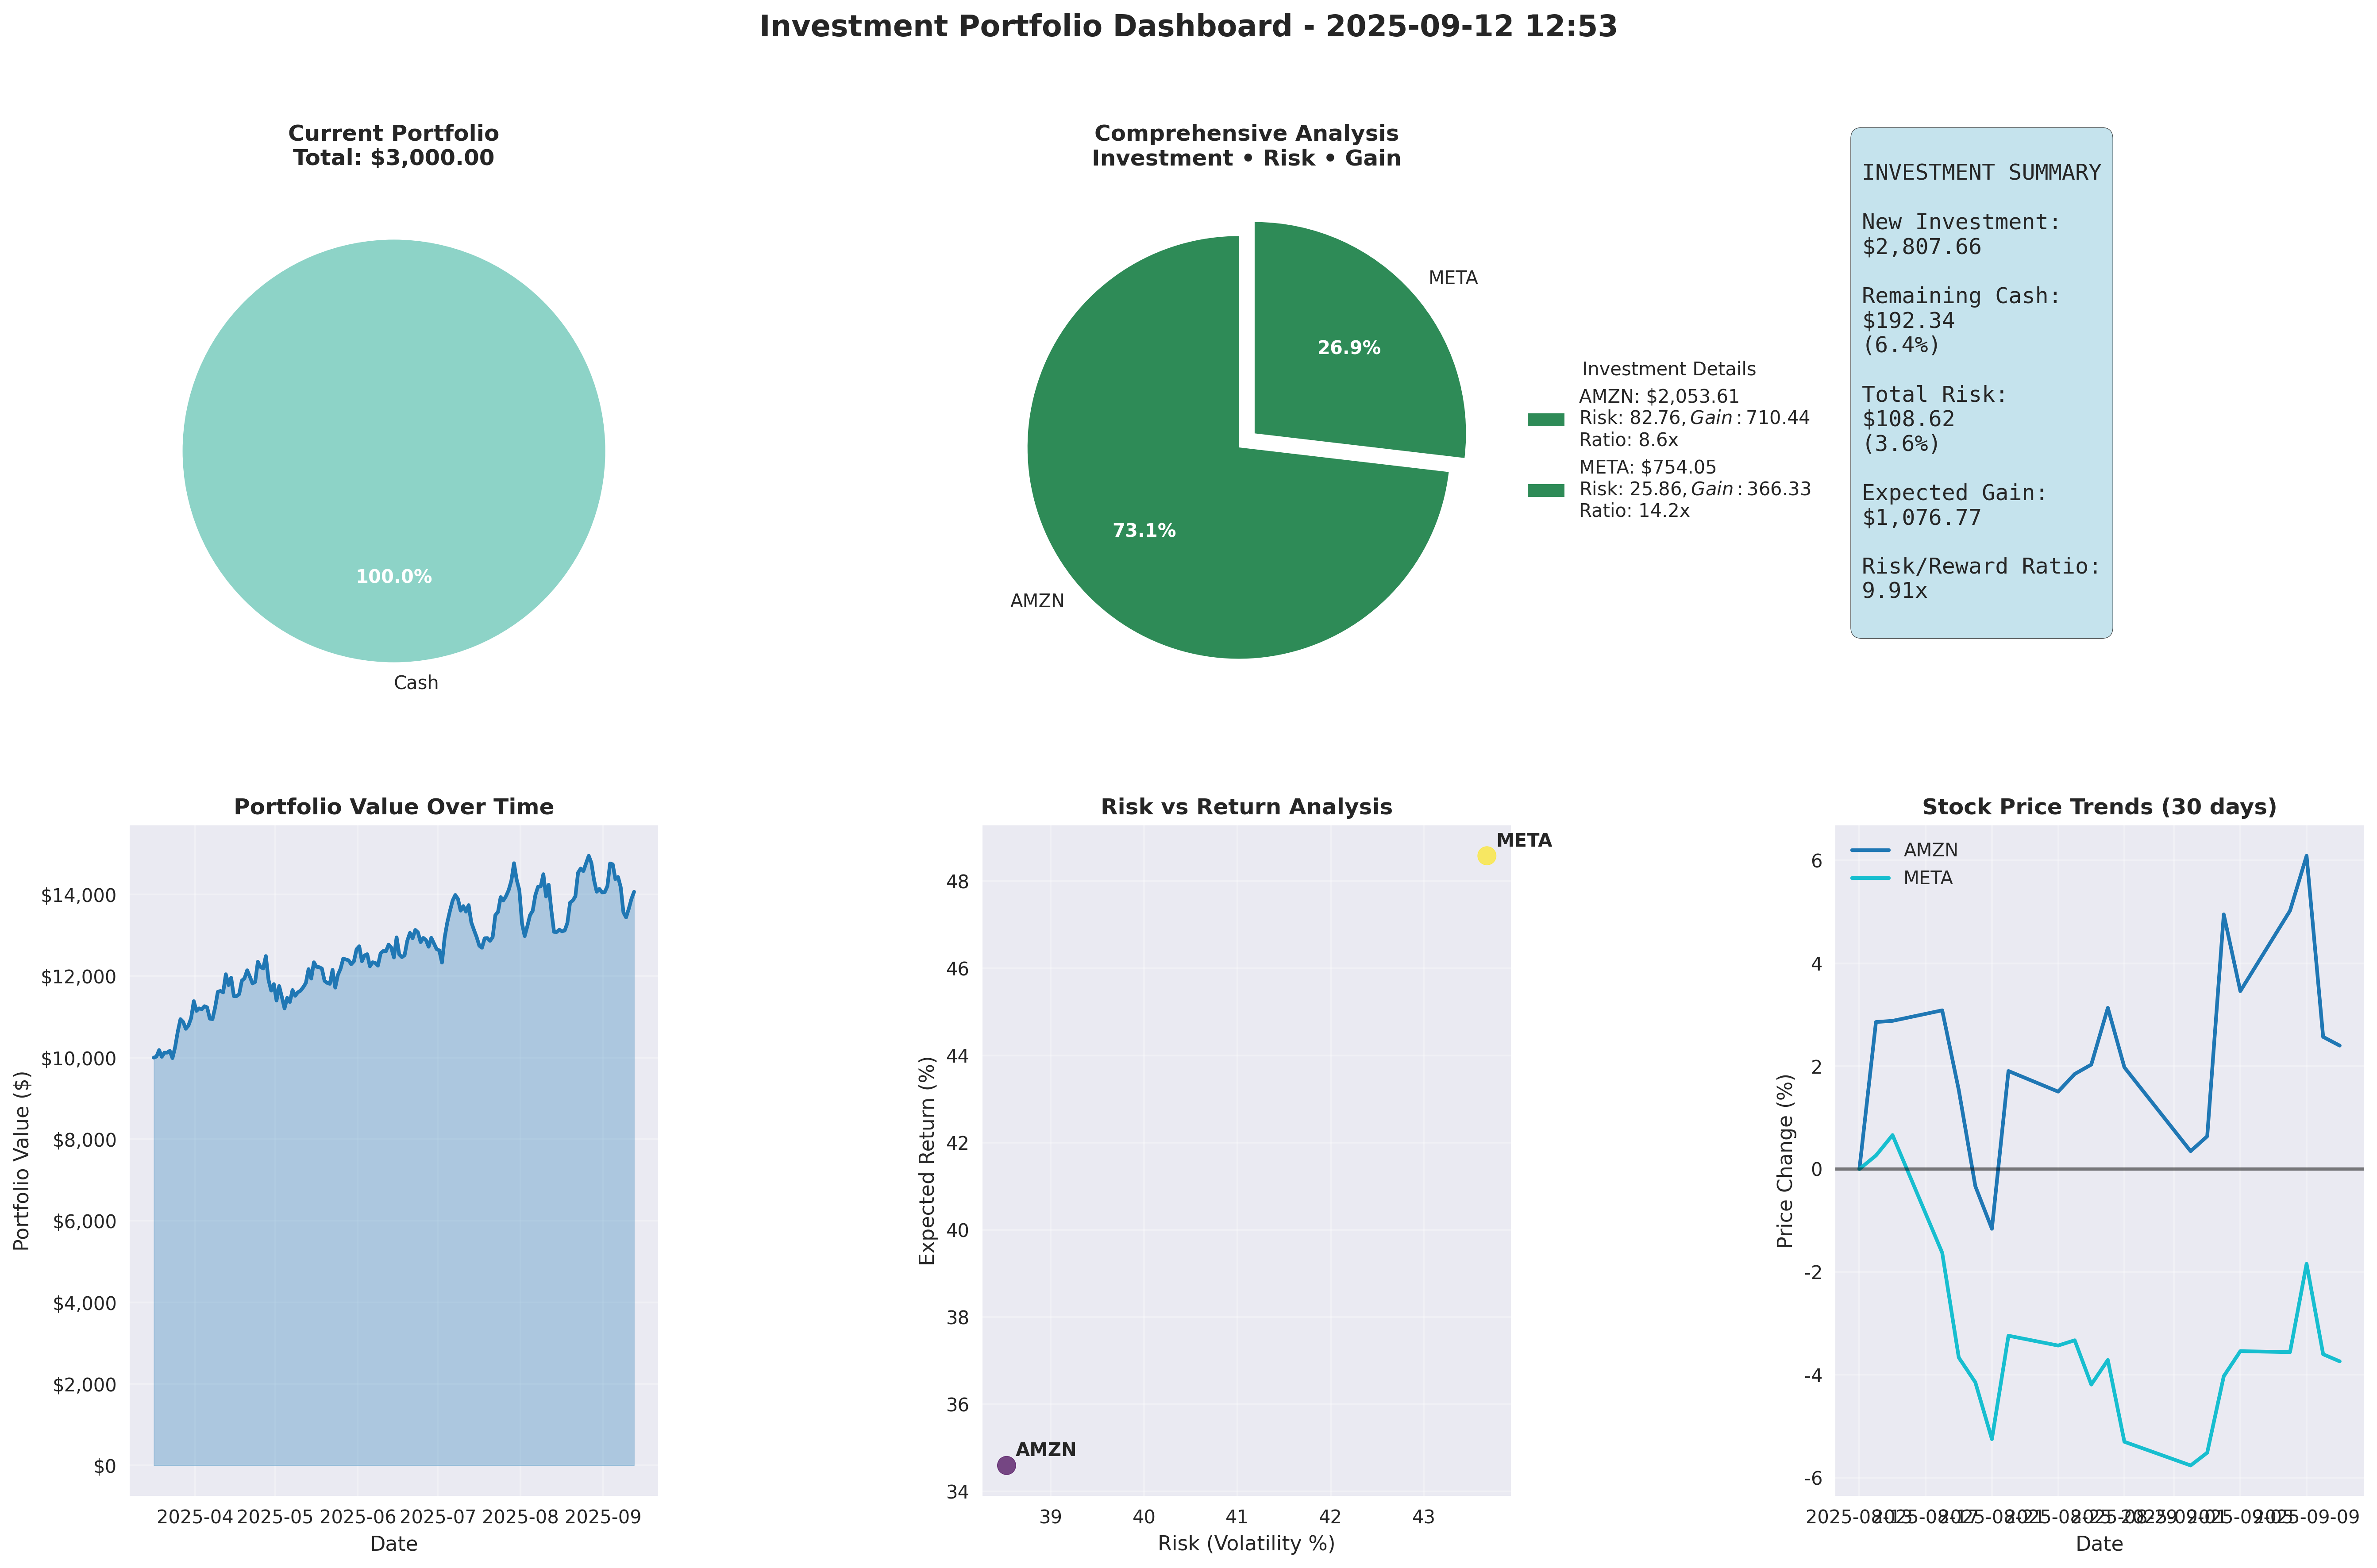 Investment Portfolio Dashboard - 2025-09-12 12:53
Current Portfolio
Total: $3,000.00
100.0%
Cash
Comprehensive Analysis
Investment • Risk • Gain
META
26.9%
73.1%
AMZN
Investment Details
AMZN: $2,053.61
Risk: 82.76, Gain : 710.44
Ratio: 8.6x
META: $754.05
Risk: 25.86, Gain : 366.33
Ratio: 14.2x
INVESTMENT SUMMARY
New Investment:
$2,807.66
Remaining Cash:
$192.34
(6.4%)
Total Risk:
$108.62
(3.6%)
Expected Gain:
$1,076.77
Risk/Reward Ratio:
9.91x
Portfolio Value Over Time
Portfolio Value ($)
$14,000
$12,000
$10,000
$8,000
$6,000
$4,000
$2,000
$0
2025-04 2025-05 2025-06 2025-07 2025-08 2025-09
Date
Risk vs Return Analysis
Expected Return (%)
META
AMZN
48
46
44
42
40
38
36
34
39 40 41 42 43
Risk (Volatility %)
Stock Price Trends (30 days)
AMZN
META
Price Change (%)
6
4
2
0
-2
-4
-6
2025-08-13 2025-08-17 2025-08-21 2025-08-25 2025-08-29 2025-09-01 2025-09-05 2025-09-09
Date